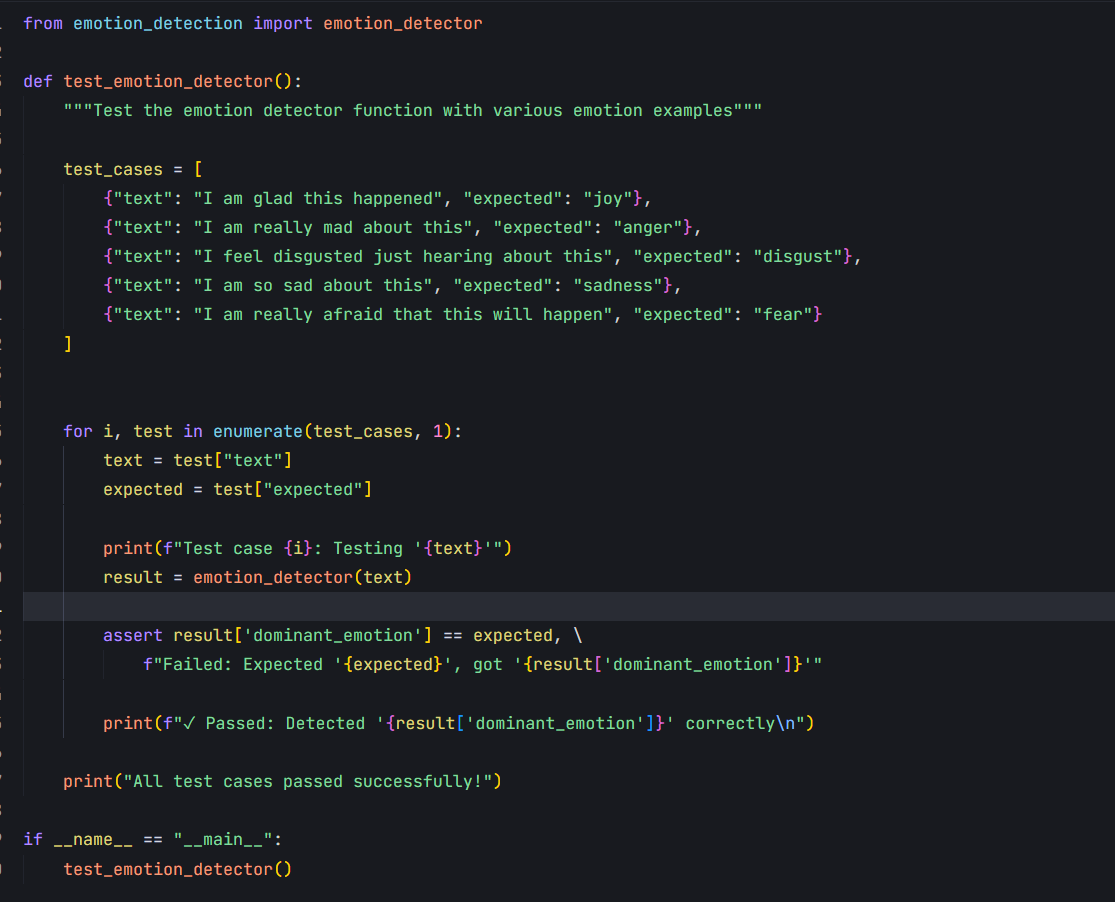 from emotion_detection import emotion_detector
def test_emotion_detector():
    """Test the emotion detector function with various emotion examples"""
    test_cases = [
        {"text": "I am glad this happened", "expected": "joy"},
        {"text": "I am really mad about this", "expected": "anger"},
        {"text": "I feel disgusted just hearing about this", "expected": "disgust"},
        {"text": "I am so sad about this", "expected": "sadness"},
        {"text": "I am really afraid that this will happen", "expected": "fear"}
    ]
    for i, test in enumerate(test_cases, 1):
        text = test["text"]
        expected = test["expected"]
        print(f"Test case {i}: Testing '{text}'")
        result = emotion_detector(text)
        assert result['dominant_emotion'] == expected, \
            f"Failed: Expected '{expected}', got '{result['dominant_emotion']}'"
        print(f"✓ Passed: Detected '{result['dominant_emotion']}' correctly\n")
    print("All test cases passed successfully!")
if __name__ == "__main__":
    test_emotion_detector()